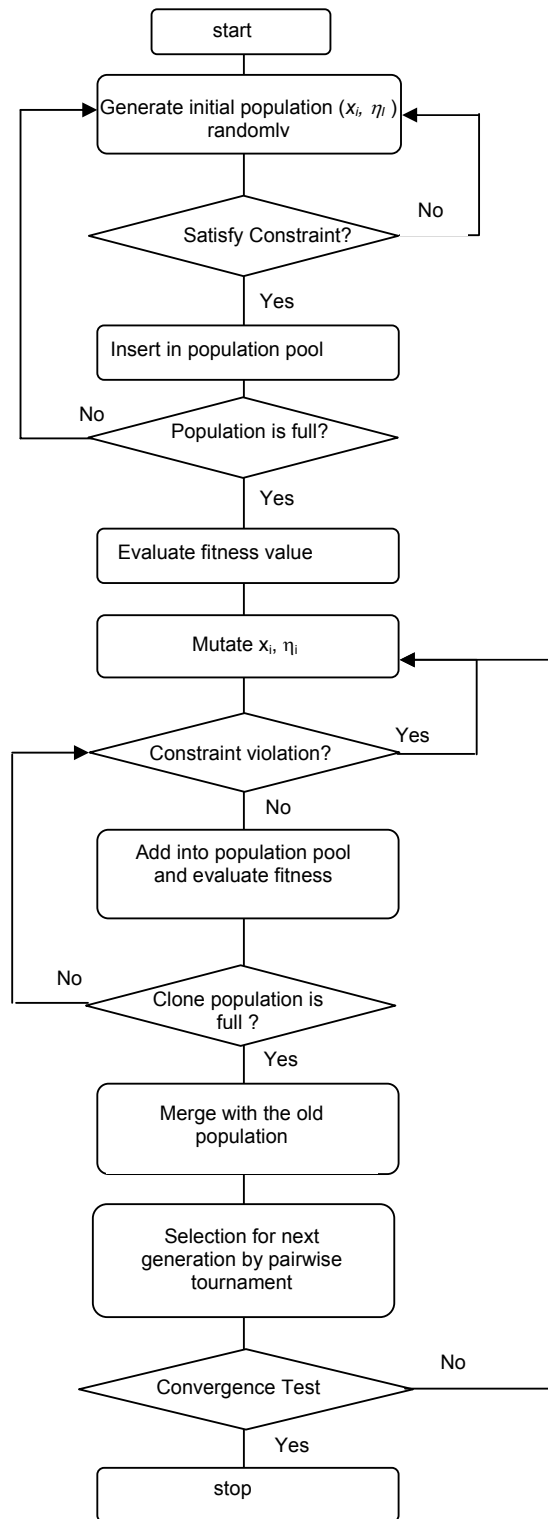 start
Generate initial population (xᵢ, ηₗ )
randomlv
No
Satisfy Constraint?
Yes
Insert in population pool
No
Population is full?
Yes
Evaluate fitness value
Mutate xᵢ, ηᵢ
Constraint violation?
Yes
No
Add into population pool
and evaluate fitness
No
Clone population is
full ?
Yes
Merge with the old
population
Selection for next
generation by pairwise
tournament
No
Convergence Test
Yes
stop